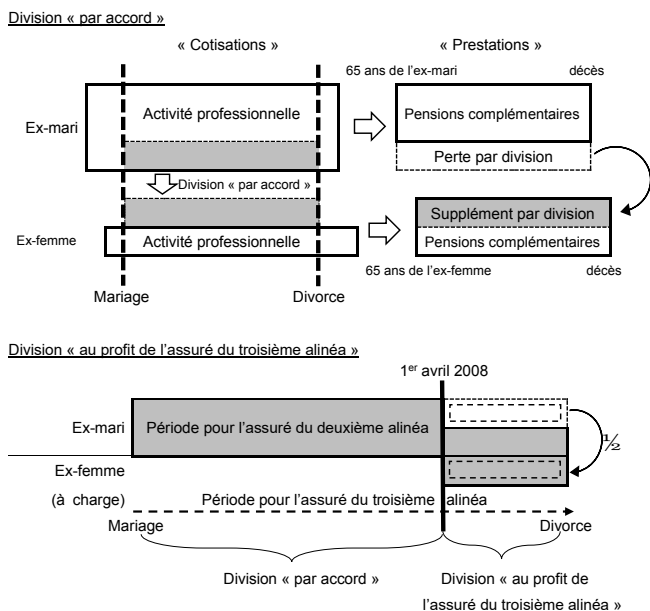 Division « par accord »
« Cotisations »
« Prestations »
65 ans de l'ex-mari
décès
Ex-mari
Activité professionnelle
Pensions complémentaires
Perte par division
Division « par accord »
Supplément par division
Ex-femme
Activité professionnelle
Pensions complémentaires
65 ans de l'ex-femme
décès
Mariage
Divorce
Division « au profit de l'assuré du troisième alinéa »
1er avril 2008
Ex-mari
Période pour l'assuré du deuxième alinéa
½
Ex-femme
(à charge)
Période pour l'assuré du troisième alinéa
Mariage
Divorce
Division « par accord »
Division « au profit de
l'assuré du troisième alinéa »